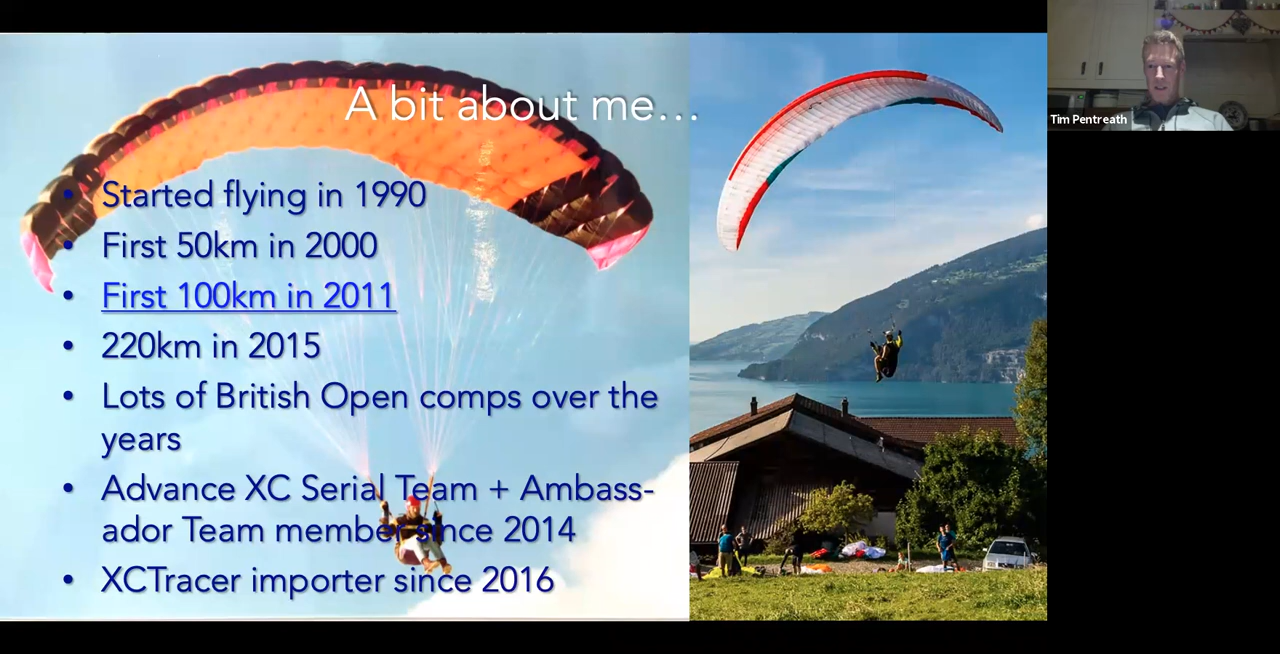 A bit about me...
• Started flying in 1990
• First 50km in 2000
• First 100km in 2011
• 220km in 2015
• Lots of British Open comps over the
years
• Advance XC Serial Team + Ambass-
ador Team member since 2014
• XCTracer importer since 2016
Tim Pentreath